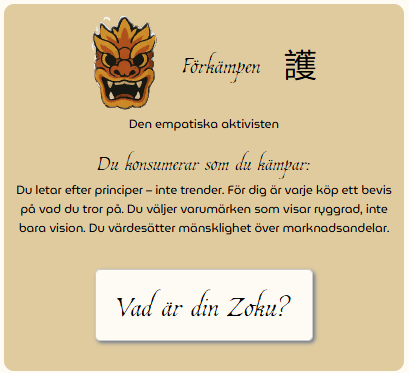 Förkämpen 護
Den empatiska aktivisten
Du konsumerar som du kämpar:
Du letar efter principer – inte trender. För dig är varje köp ett bevis
på vad du tror på. Du väljer varumärken som visar ryggrad, inte
bara vision. Du värdesätter mänsklighet över marknadsandelar.
Vad är din Zoku?